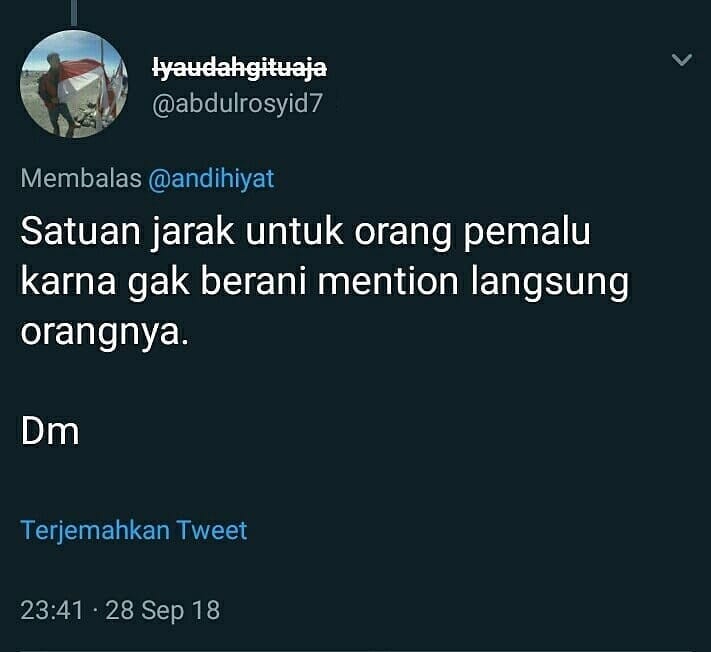 Iyaudahgituaja
@abdulrosyid7
Membalas @andihiyat
Satuan jarak untuk orang pemalu
karna gak berani mention langsung
orangnya.
Dm
Terjemahkan Tweet
23:41 · 28 Sep 18